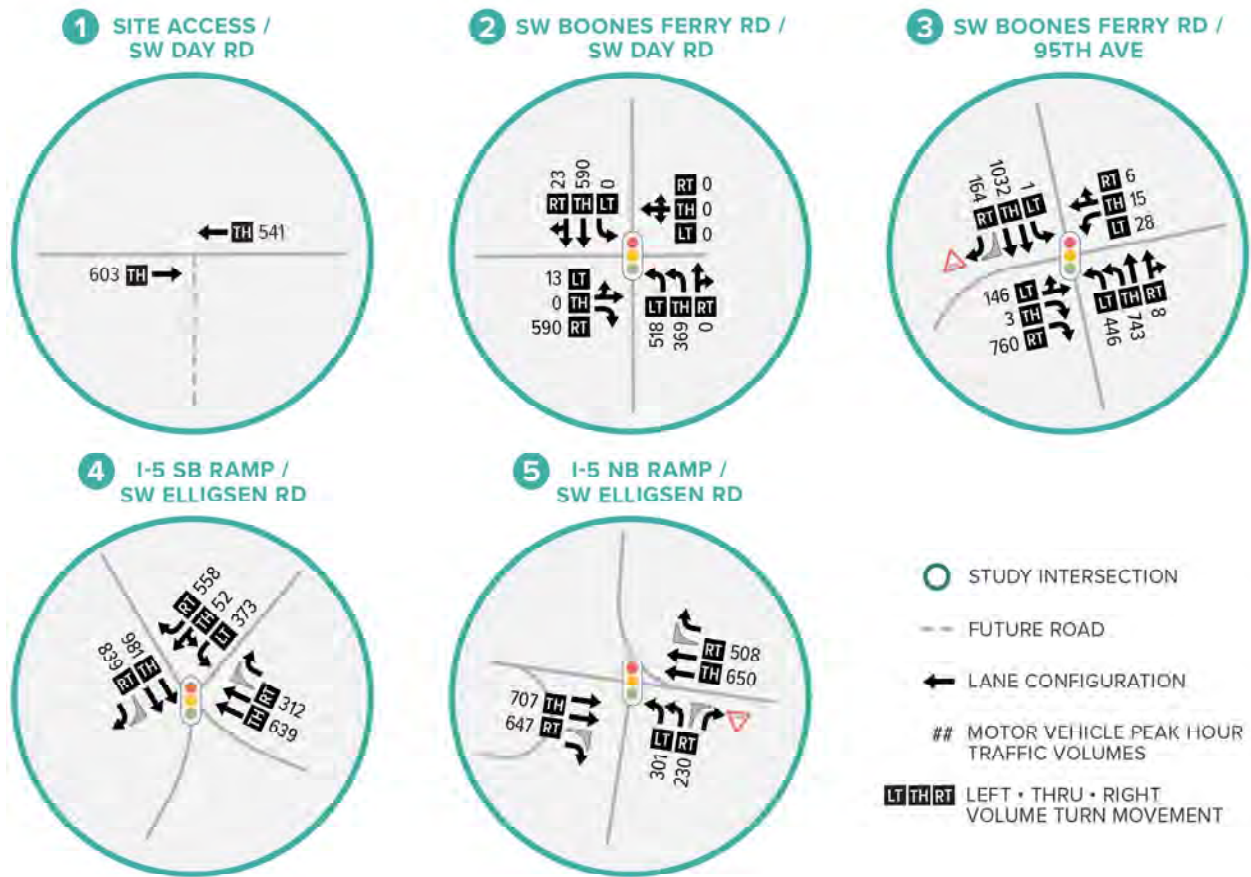 1 SITE ACCESS /
SW DAY RD
TH 541
603 TH
2 SW BOONES FERRY RD /
SW DAY RD
23 590 0
RT TH LT
RT 0
TH 0
LT 0
13 LT
0 TH
590 RT
LT TH RT
518 369 0
3 SW BOONES FERRY RD /
95TH AVE
164 1032 1
RT TH LT
RT 6
TH 15
LT 28
146 LT
3 TH
760 RT
LT TH RT
446 743 8
4 I-5 SB RAMP /
SW ELLIGSEN RD
558 52 373
RT TH LT
839 981
RT TH
RT 312
TH 639
5 I-5 NB RAMP /
SW ELLIGSEN RD
RT 508
TH 650
707 TH
647 RT
LT RT
301 230
STUDY INTERSECTION
FUTURE ROAD
LANE CONFIGURATION
## MOTOR VEHICLE PEAK HOUR
TRAFFIC VOLUMES
LT TH RT LEFT • THRU • RIGHT
VOLUME TURN MOVEMENT